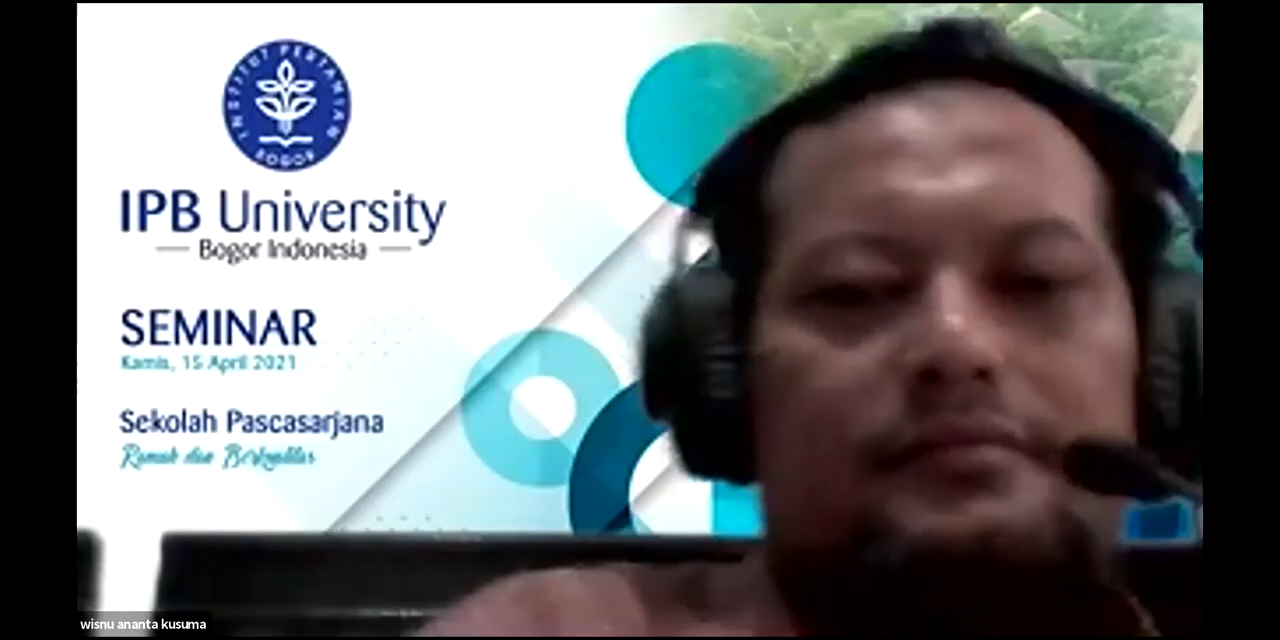 INSTITUT PERTANIAN
BOGOR
IPB University
Bogor Indonesia
SEMINAR
Kamis, 15 April 2021
Sekolah Pascasarjana
Ramah dan Berkualitas
wisnu ananta kusuma